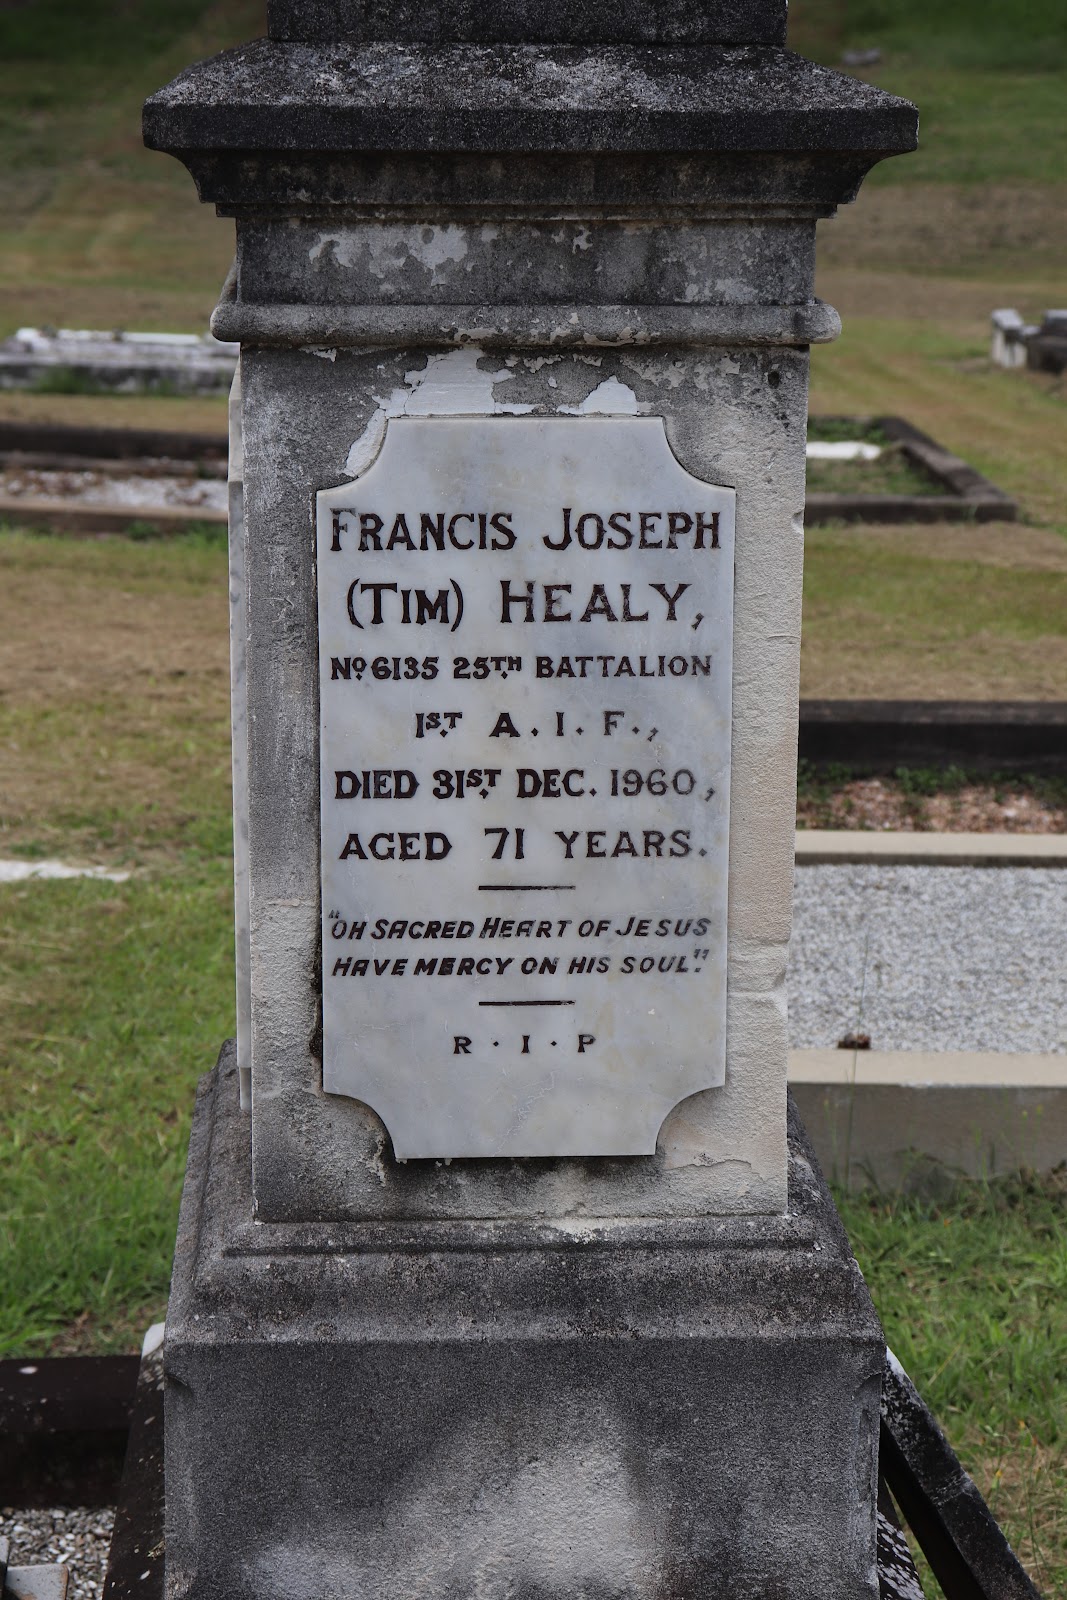 FRANCIS JOSEPH
(TIM) HEALY,
No. 6135 25TH BATTALION
1ST A.I.F.,
DIED 31ST DEC. 1960,
AGED 71 YEARS.
"OH SACRED HEART OF JESUS
HAVE MERCY ON HIS SOUL."
R·I·P